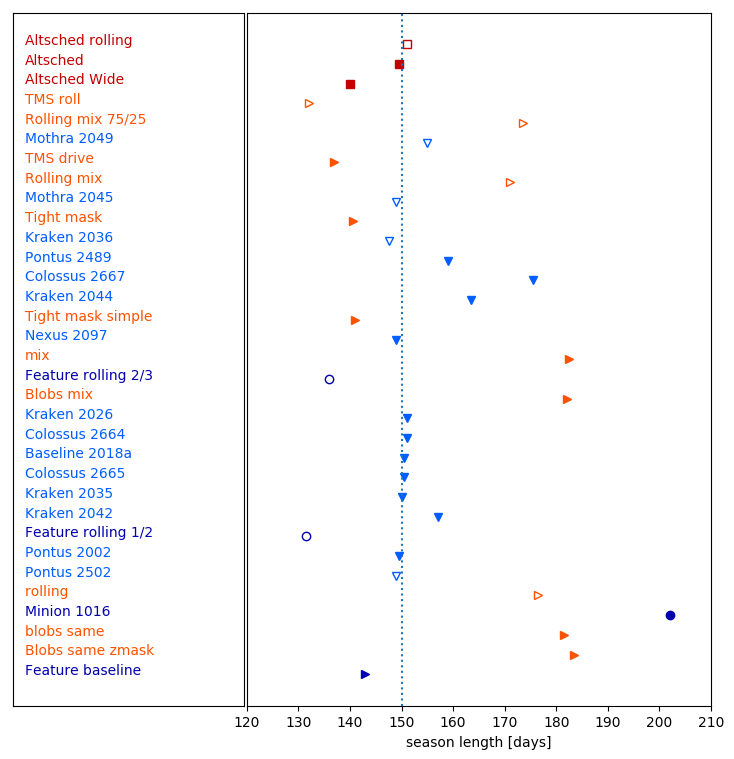 Altsched rolling
Altsched
Altsched Wide
TMS roll
Rolling mix 75/25
Mothra 2049
TMS drive
Rolling mix
Mothra 2045
Tight mask
Kraken 2036
Pontus 2489
Colossus 2667
Kraken 2044
Tight mask simple
Nexus 2097
mix
Feature rolling 2/3
Blobs mix
Kraken 2026
Colossus 2664
Baseline 2018a
Colossus 2665
Kraken 2035
Kraken 2042
Feature rolling 1/2
Pontus 2002
Pontus 2502
rolling
Minion 1016
blobs same
Blobs same zmask
Feature baseline
120 130 140 150 160 170 180 190 200 210
season length [days]